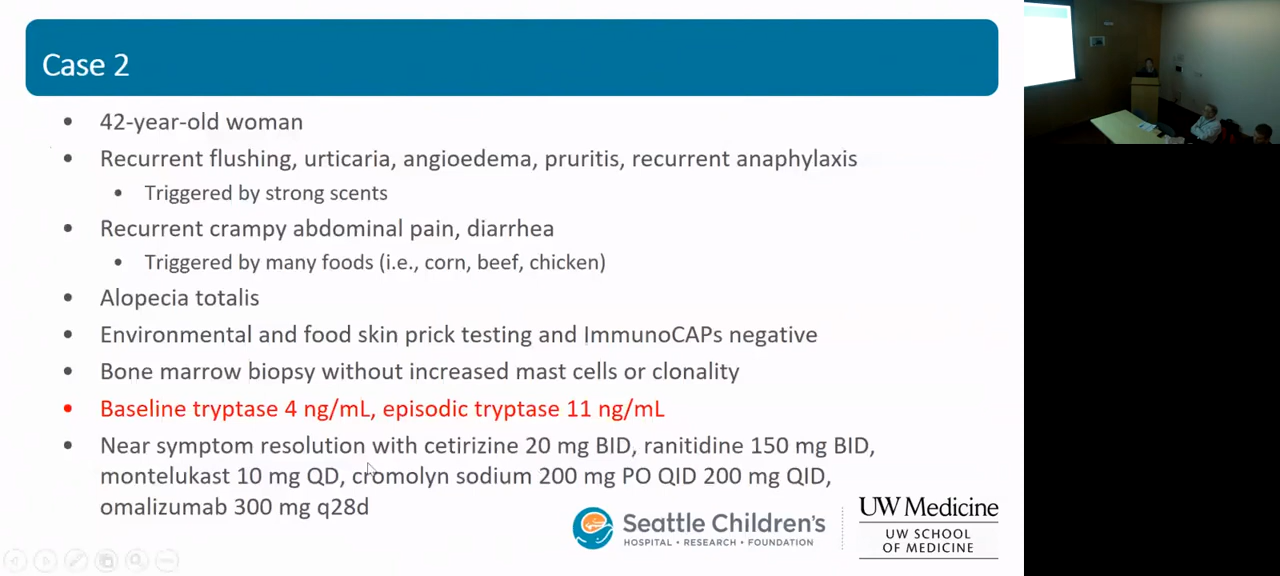 Case 2
• 42-year-old woman
• Recurrent flushing, urticaria, angioedema, pruritis, recurrent anaphylaxis
• Triggered by strong scents
• Recurrent crampy abdominal pain, diarrhea
• Triggered by many foods (i.e., corn, beef, chicken)
• Alopecia totalis
• Environmental and food skin prick testing and ImmunoCAPs negative
• Bone marrow biopsy without increased mast cells or clonality
• Baseline tryptase 4 ng/mL, episodic tryptase 11 ng/mL
• Near symptom resolution with cetirizine 20 mg BID, ranitidine 150 mg BID,
montelukast 10 mg QD, cromolyn sodium 200 mg PO QID 200 mg QID,
omalizumab 300 mg q28d
Seattle Children's
HOSPITAL • RESEARCH • FOUNDATION
UW Medicine
UW SCHOOL
OF MEDICINE